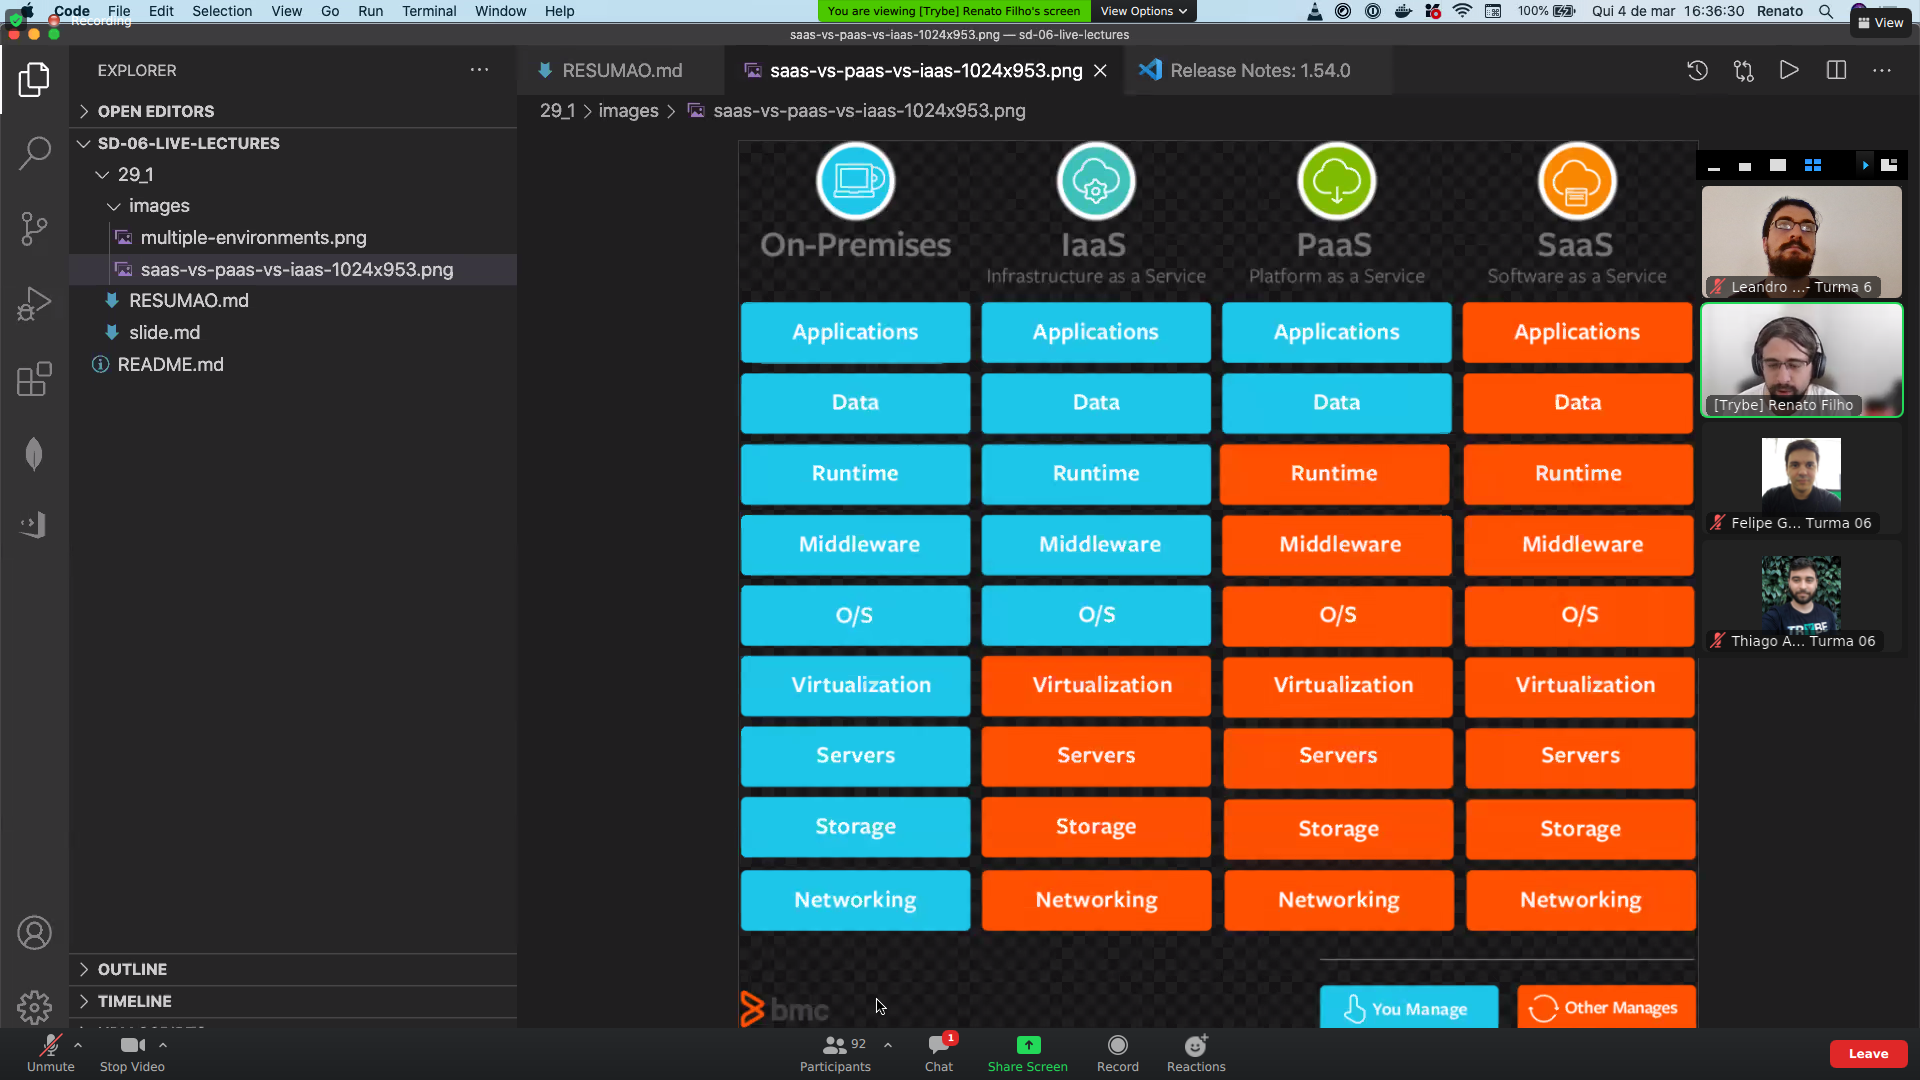 Code File Edit Selection View Go Run Terminal Window Help
You are viewing [Trybe] Renato Filho's screen View Options
100% Qui 4 de mar 16:36:30 Renato
Recording
View
saas-vs-paas-vs-iaas-1024x953.png — sd-06-live-lectures
EXPLORER
RESUMAO.md
saas-vs-paas-vs-iaas-1024x953.png
Release Notes: 1.54.0
OPEN EDITORS
29_1 > images > saas-vs-paas-vs-iaas-1024x953.png
SD-06-LIVE-LECTURES
29_1
images
multiple-environments.png
saas-vs-paas-vs-iaas-1024x953.png
RESUMAO.md
slide.md
README.md
OUTLINE
TIMELINE
On-Premises IaaS PaaS SaaS
Infrastructure as a Service Platform as a Service Software as a Service
Applications Applications Applications Applications
Data Data Data Data
Runtime Runtime Runtime Runtime
Middleware Middleware Middleware Middleware
O/S O/S O/S O/S
Virtualization Virtualization Virtualization Virtualization
Servers Servers Servers Servers
Storage Storage Storage Storage
Networking Networking Networking Networking
bmc
You Manage Other Manages
Leandro ...- Turma 6
[Trybe] Renato Filho
Felipe G... Turma 06
TRYBE
Thiago A... Turma 06
Unmute
Stop Video
92
Participants
1
Chat
Share Screen
Record
Reactions
Leave